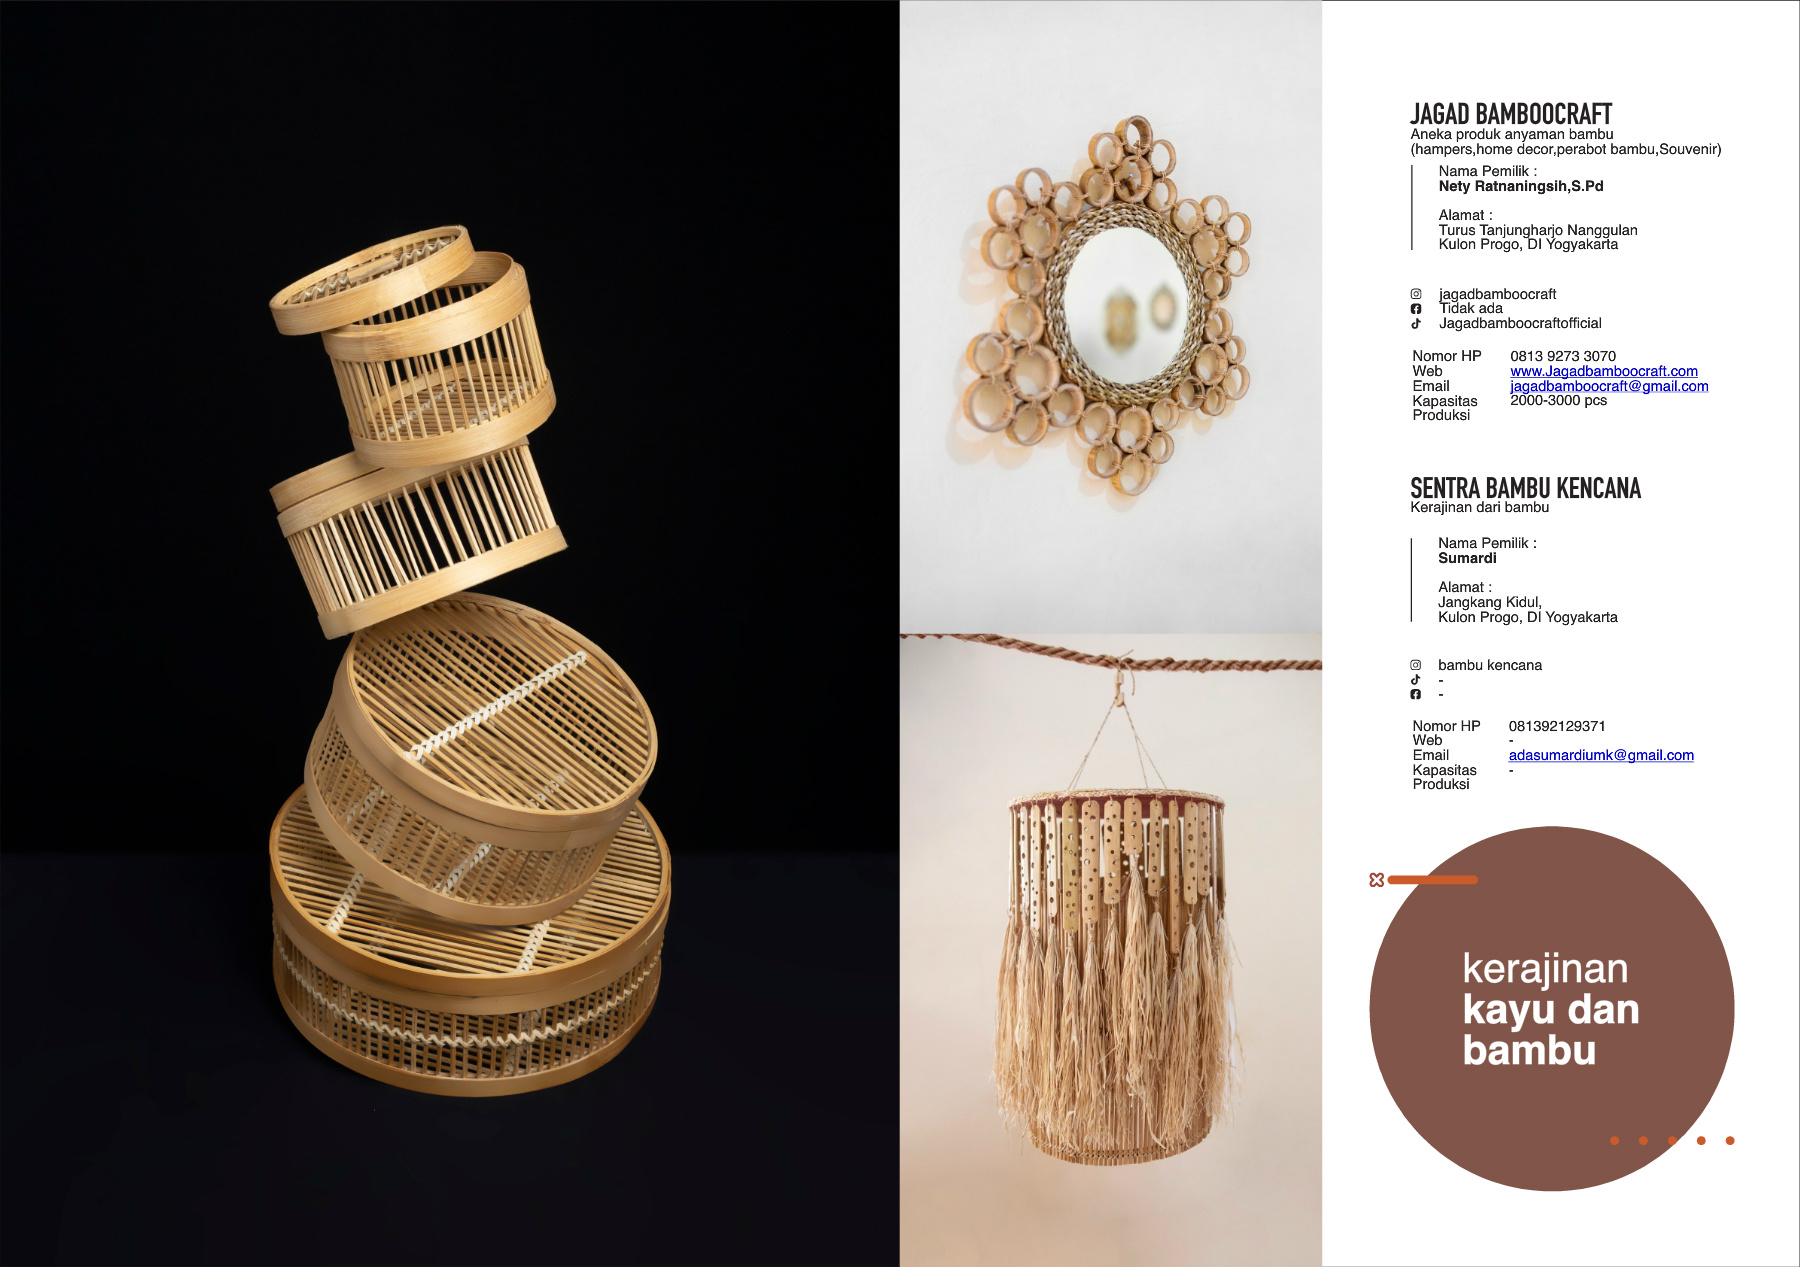 JAGAD BAMBOOCRAFT
Aneka produk anyaman bambu
(hampers,home decor,perabot bambu,Souvenir)
Nama Pemilik :
Nety Ratnaningsih,S.Pd
Alamat :
Turus Tanjungharjo Nanggulan
Kulon Progo, DI Yogyakarta
jagadbamboocraft
Tidak ada
Jagadbamboocraftofficial
Nomor HP 0813 9273 3070
Web www.Jagadbamboocraft.com
Email jagadbamboocraft@gmail.com
Kapasitas 2000-3000 pcs
Produksi
SENTRA BAMBU KENCANA
Kerajinan dari bambu
Nama Pemilik :
Sumardi
Alamat :
Jangkang Kidul,
Kulon Progo, DI Yogyakarta
bambu kencana
-
-
Nomor HP 081392129371
Web -
Email adasumardiumk@gmail.com
Kapasitas -
Produksi
kerajinan
kayu dan
bambu